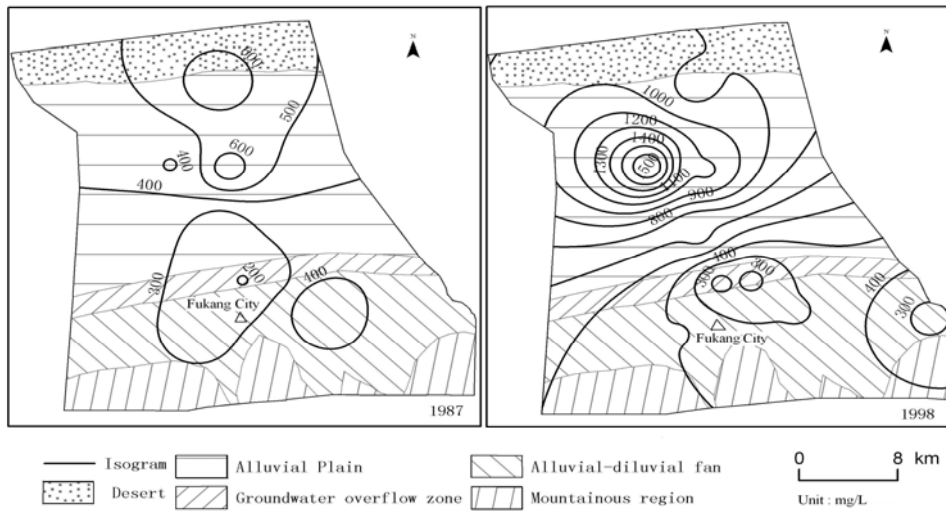 N
600
500
600
400
400
300
200
400
Fukang City
1987
N
1000
1200
1400
1300
1500
1100
900
800
400
300
300
400
300
Fukang City
1998
Isogram
Alluvial Plain
Alluvial-diluvial fan
0 8 km
Desert
Groundwater overflow zone
Mountainous region
Unit : mg/L